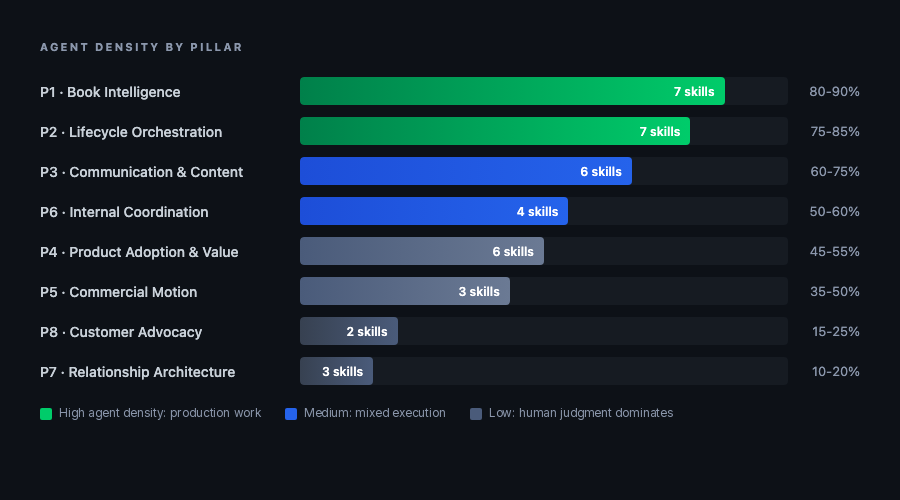 AGENT DENSITY BY PILLAR
P1 · Book Intelligence 7 skills 80-90%
P2 · Lifecycle Orchestration 7 skills 75-85%
P3 · Communication & Content 6 skills 60-75%
P6 · Internal Coordination 4 skills 50-60%
P4 · Product Adoption & Value 6 skills 45-55%
P5 · Commercial Motion 3 skills 35-50%
P8 · Customer Advocacy 2 skills 15-25%
P7 · Relationship Architecture 3 skills 10-20%
High agent density: production work Medium: mixed execution Low: human judgment dominates